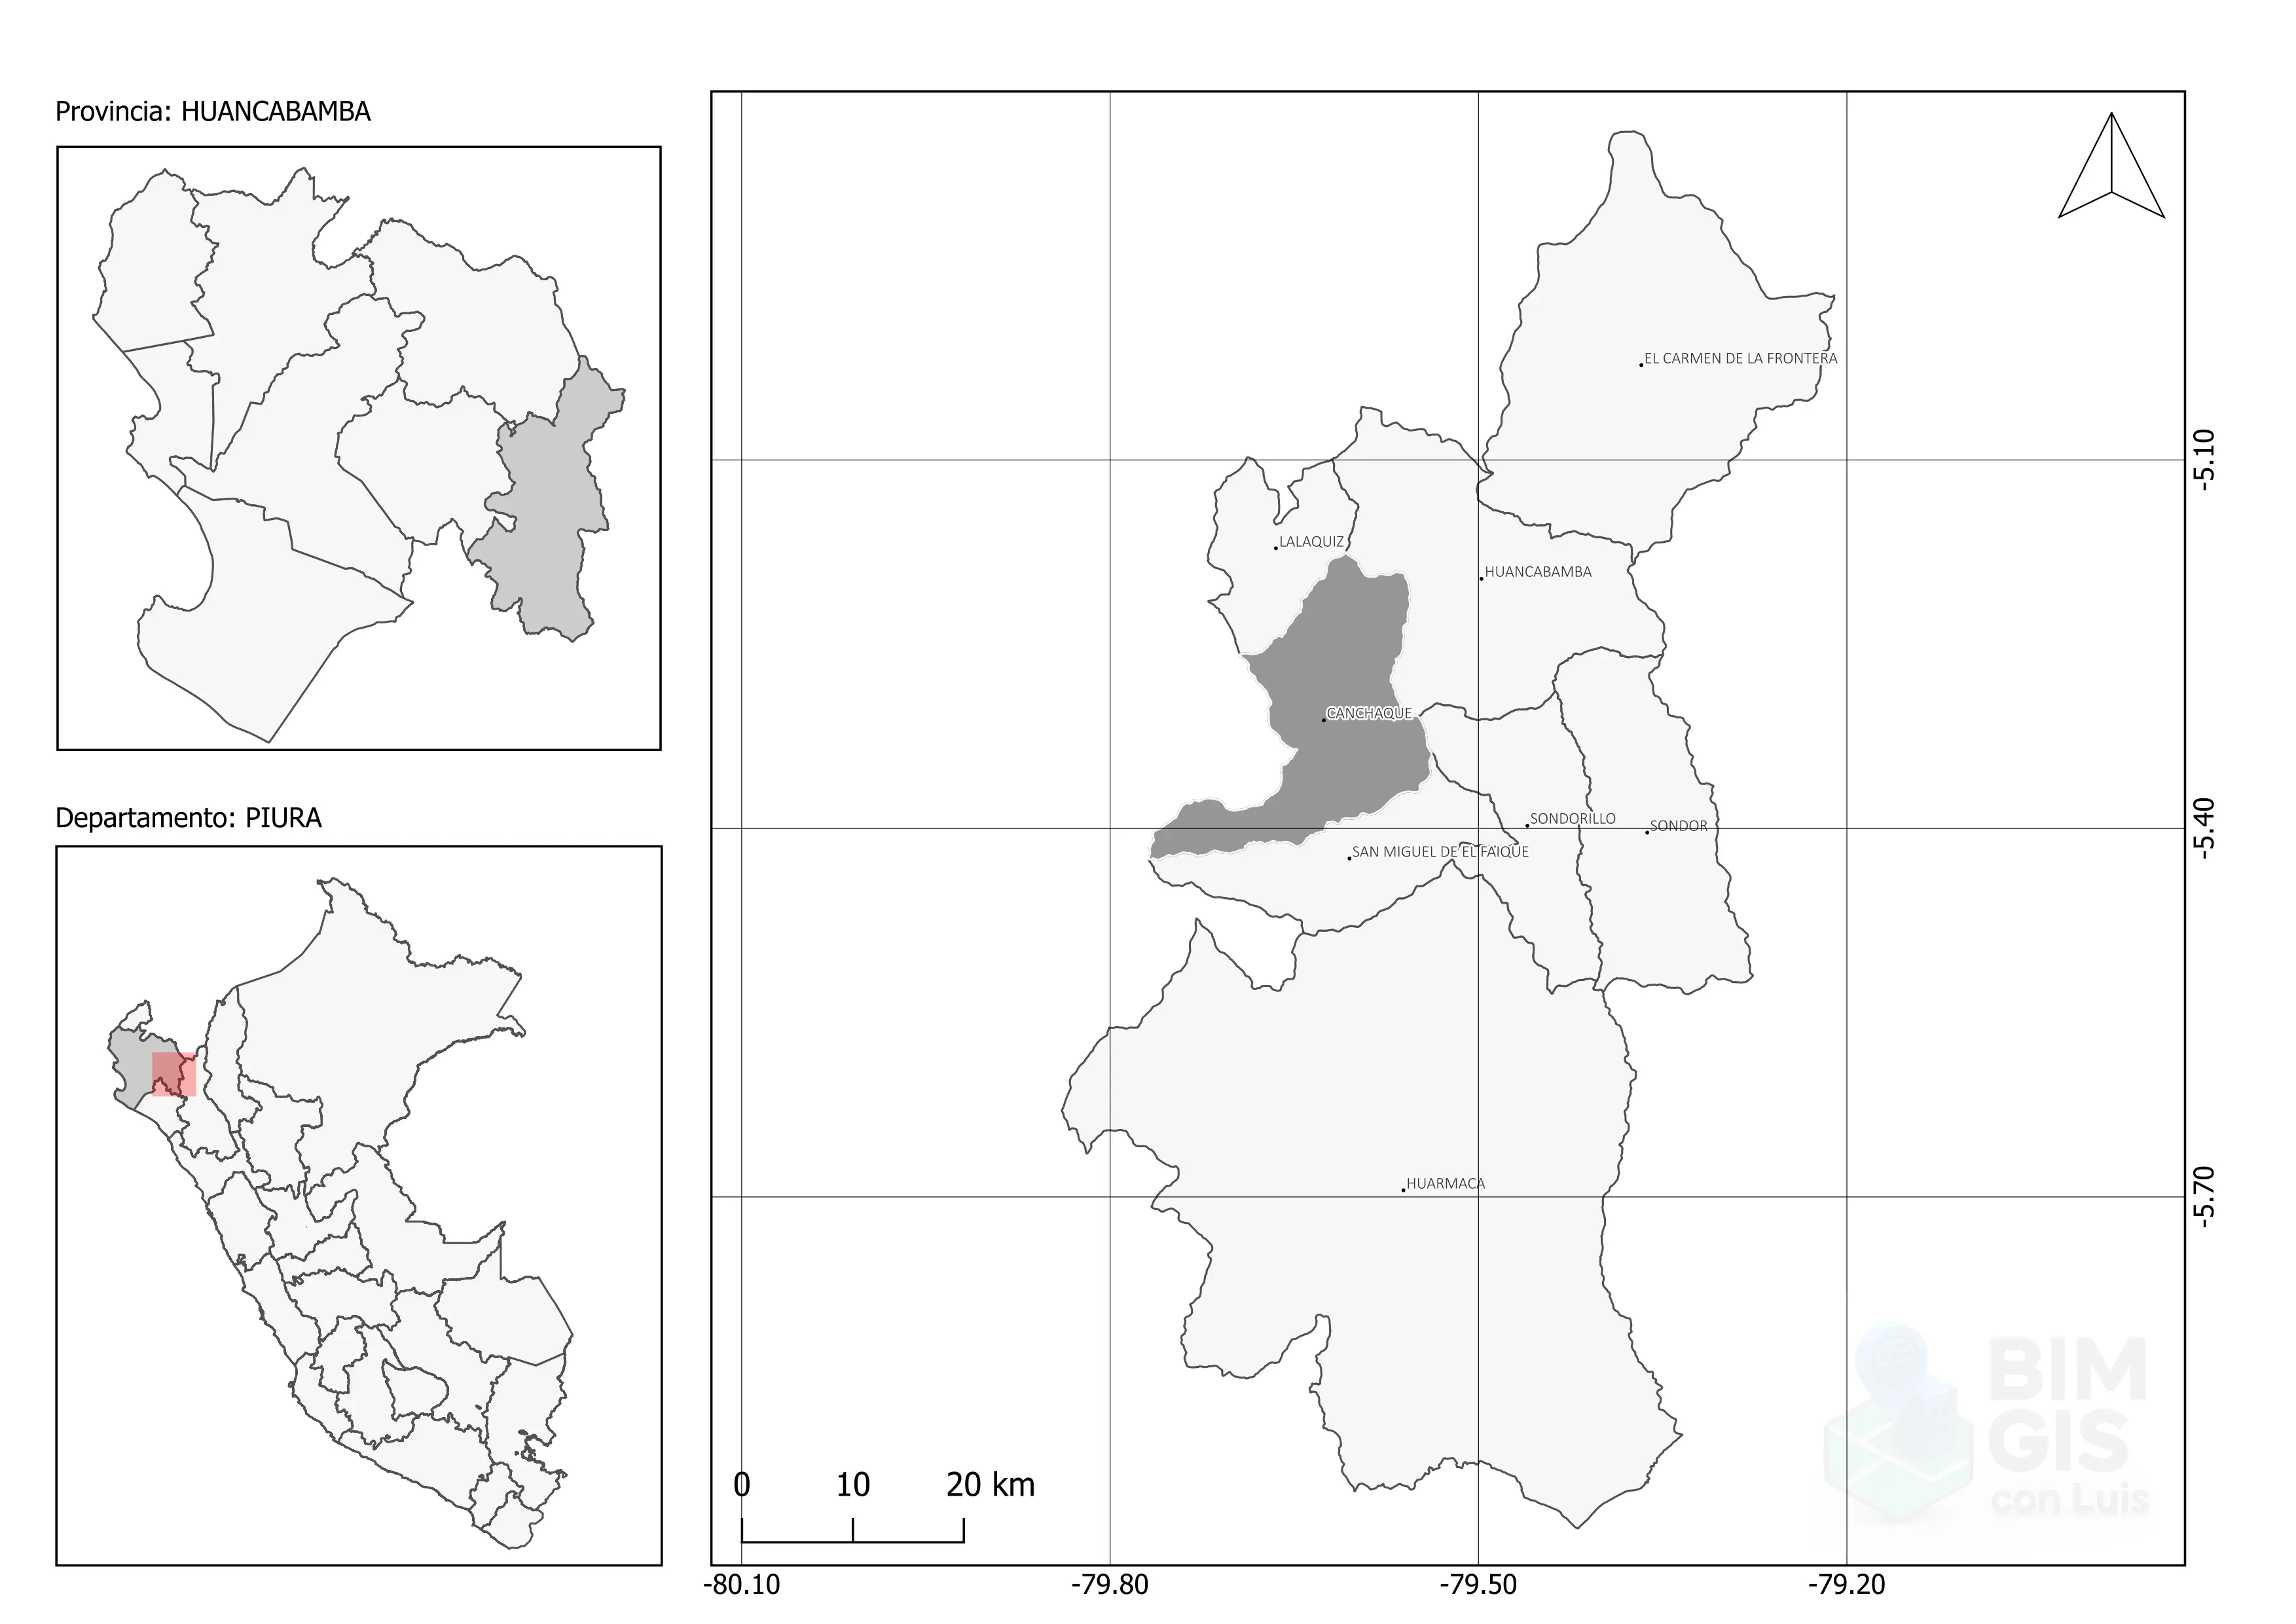 Provincia: HUANCABAMBA
Departamento: PIURA
EL CARMEN DE LA FRONTERA
LALAQUIZ
HUANCABAMBA
CANCHAQUE
SONDORILLO
SONDOR
SAN MIGUEL DE EL FAIQUE
HUARMACA
-5.10
-5.40
-5.70
0 10 20 km
BIM
GIS
con Luis
-80.10 -79.80 -79.50 -79.20